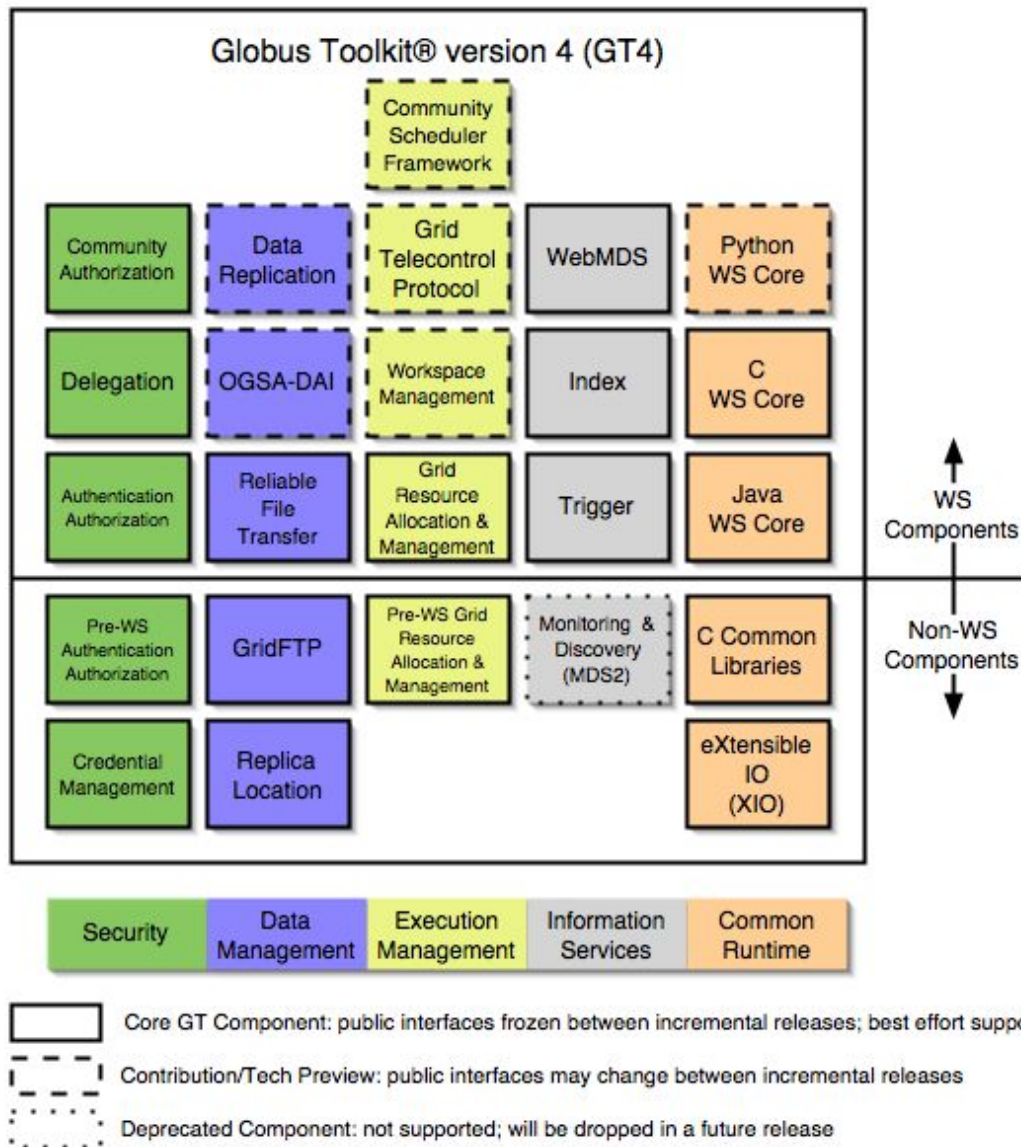 Globus Toolkit® version 4 (GT4)
Community
Scheduler
Framework
Community
Authorization
Data
Replication
Grid
Telecontrol
Protocol
WebMDS
Python
WS Core
Delegation
OGSA-DAI
Workspace
Management
Index
C
WS Core
Authentication
Authorization
Reliable
File
Transfer
Grid
Resource
Allocation &
Management
Trigger
Java
WS Core
WS
Components
Pre-WS
Authentication
Authorization
GridFTP
Pre-WS Grid
Resource
Allocation &
Management
Monitoring &
Discovery
(MDS2)
C Common
Libraries
Non-WS
Components
Credential
Management
Replica
Location
eXtensible
IO
(XIO)
Security
Data
Management
Execution
Management
Information
Services
Common
Runtime
Core GT Component: public interfaces frozen between incremental releases; best effort
Contribution/Tech Preview: public interfaces may change between incremental releases
Deprecated Component: not supported; will be dropped in a future release